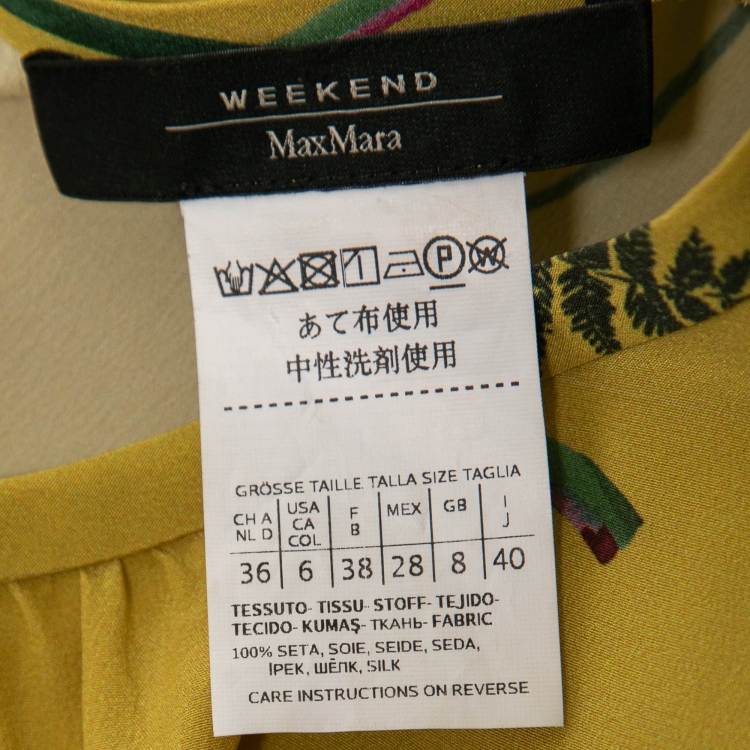 WEEKEND
MaxMara
P W
あて布使用
中性洗剤使用
GRÖSSE TAILLE TALLA SIZE TAGLIA
CH A NL D USA CA COL F B MEX GB I J
36 6 38 28 8 40
TESSUTO- TISSU- STOFF- TEJIDO-
TECIDO- KUMAŞ- ТКАНЬ- FABRIC
100% SETA, SOIE, SEIDE, SEDA,
IPEK, ШЁЛК, SILK
CARE INSTRUCTIONS ON REVERSE